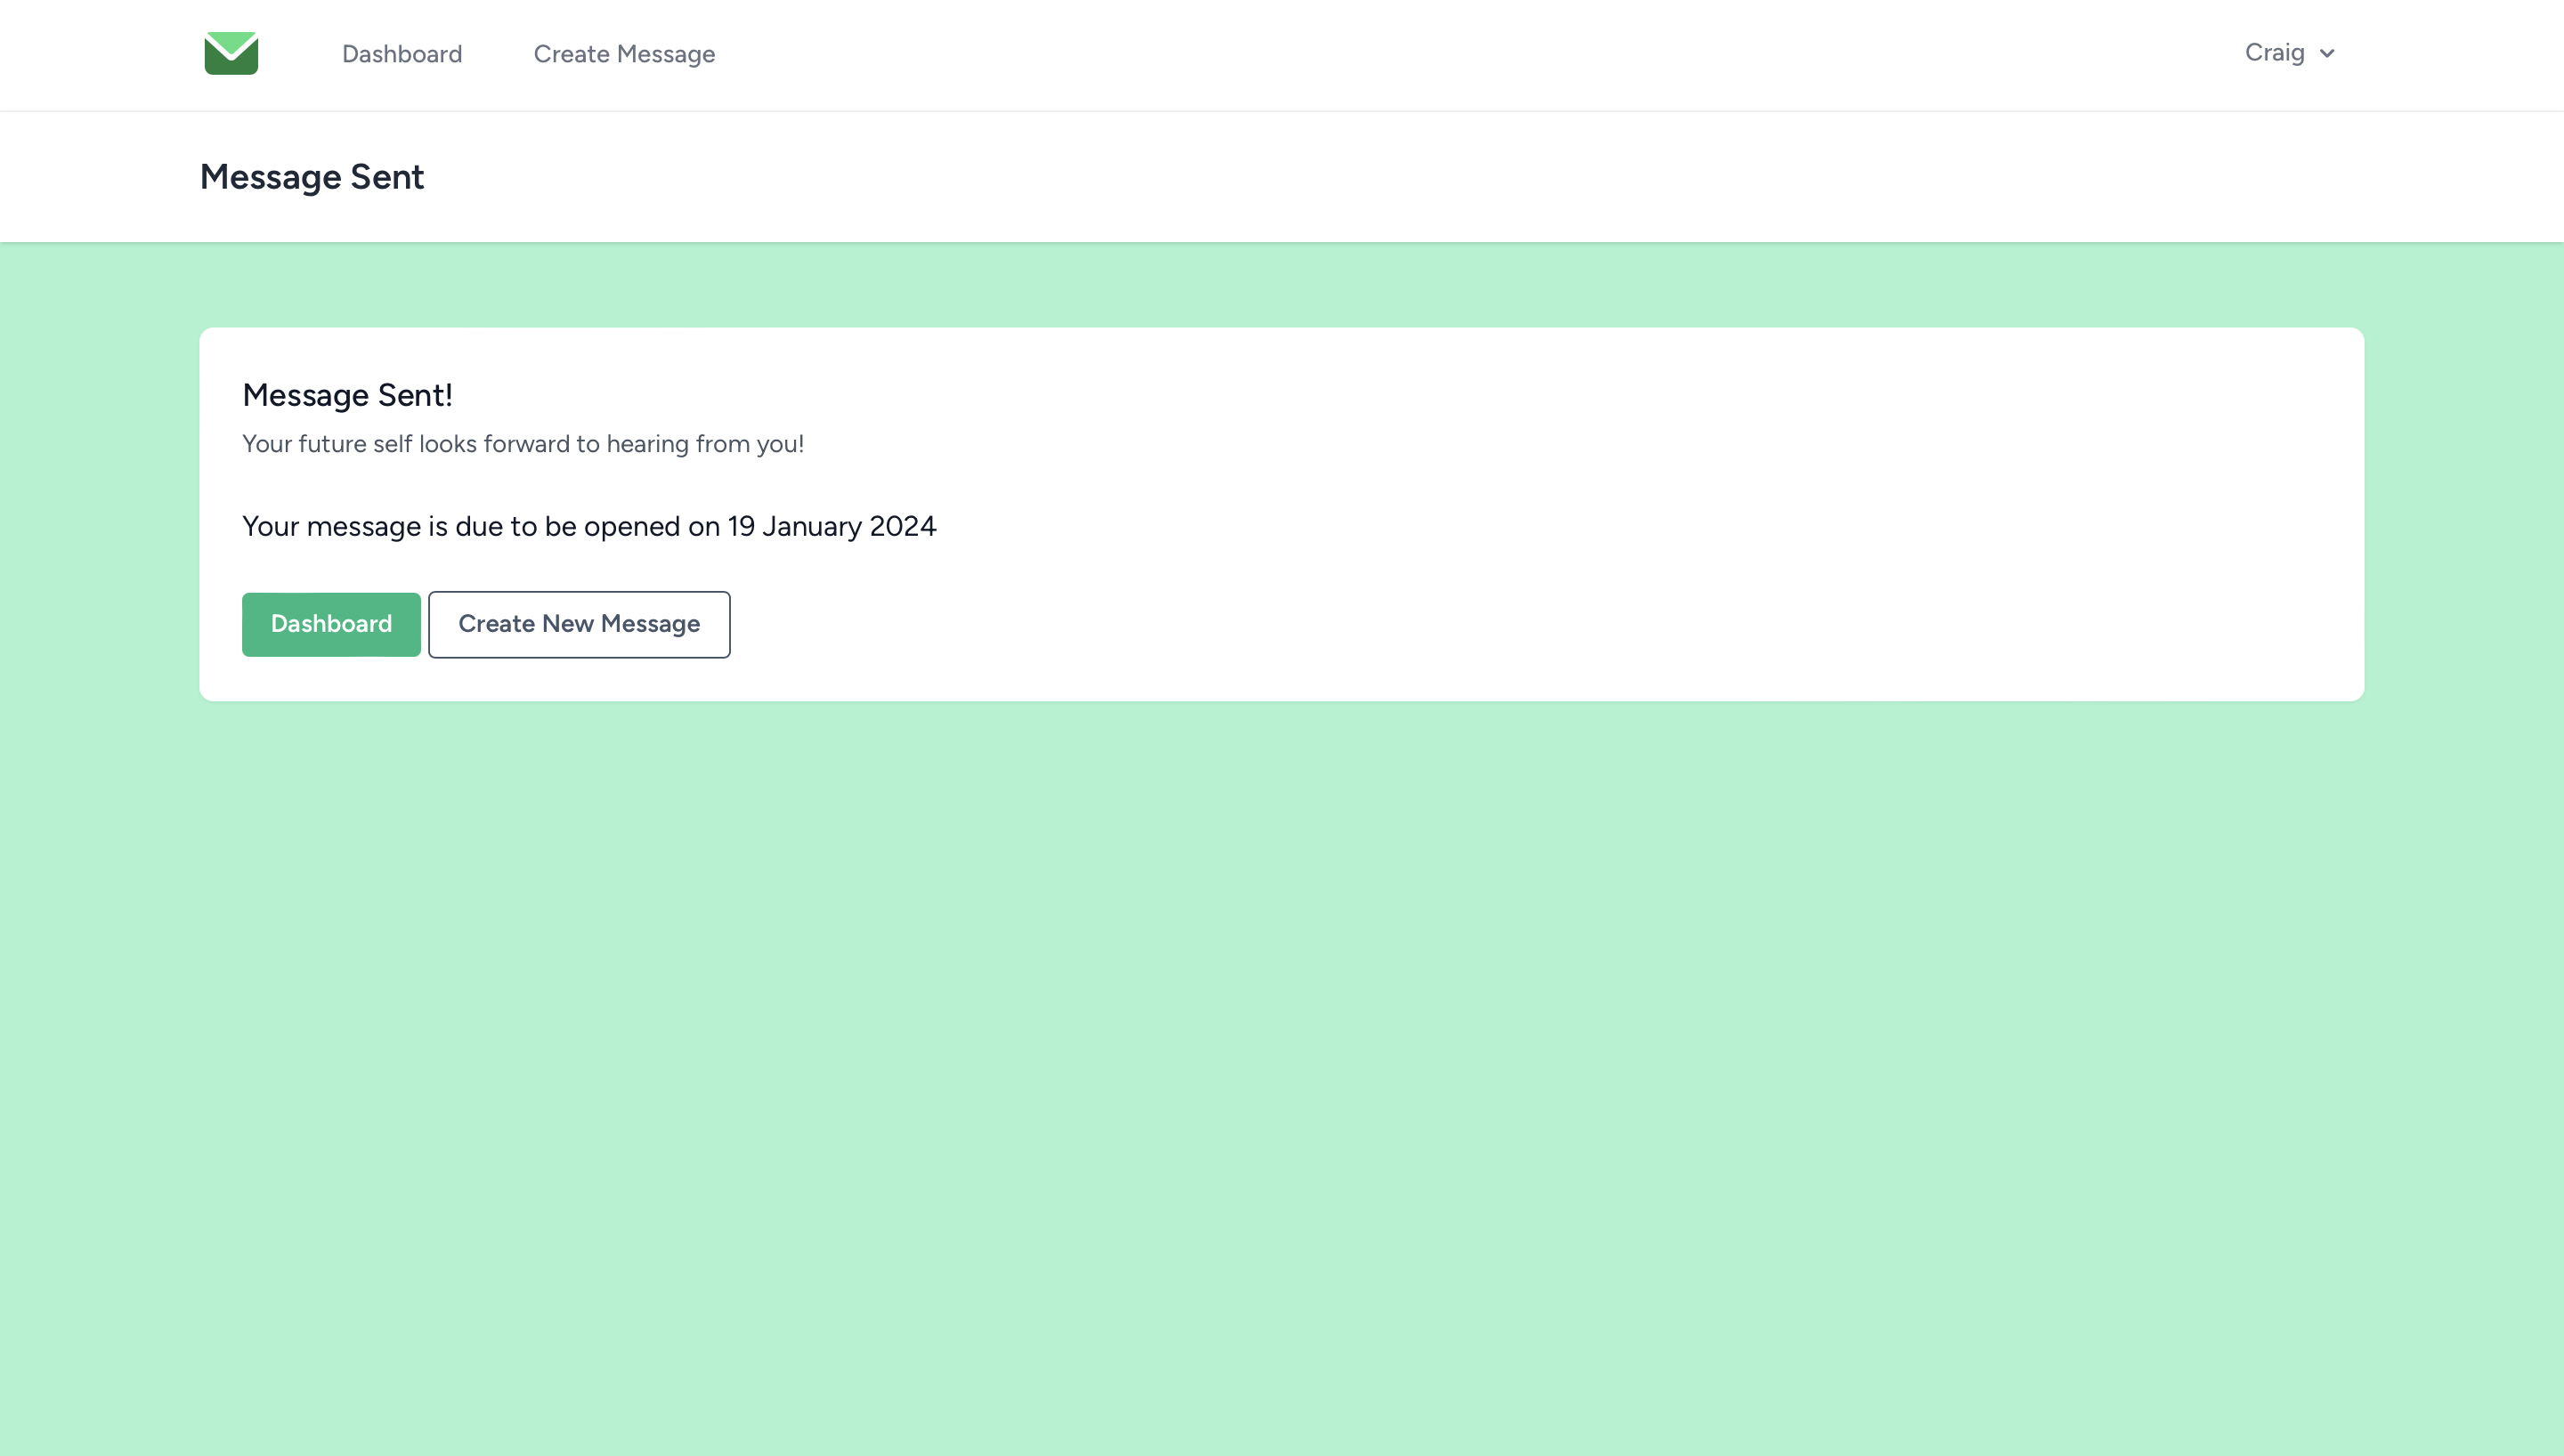 Dashboard Create Message Craig
Message Sent
Message Sent!
Your future self looks forward to hearing from you!
Your message is due to be opened on 19 January 2024
Dashboard Create New Message